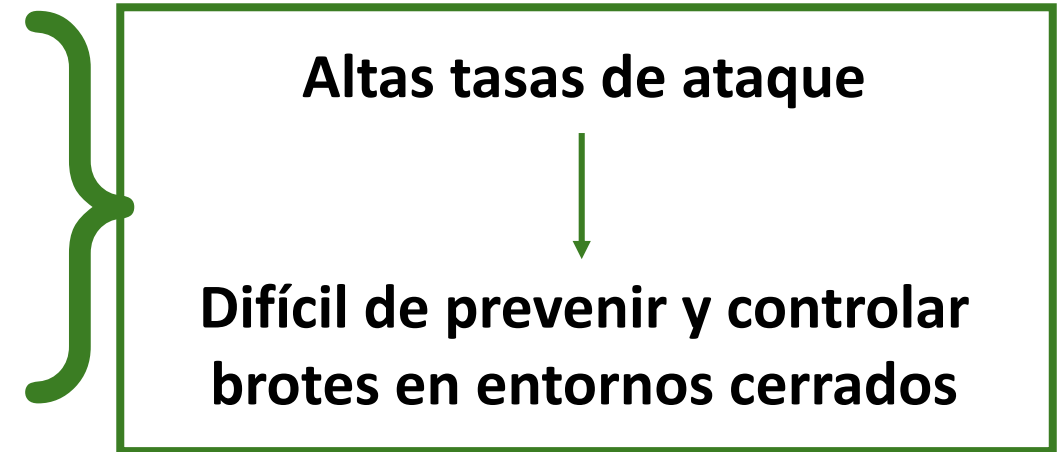 Altas tasas de ataque
Difícil de prevenir y controlar
brotes en entornos cerrados